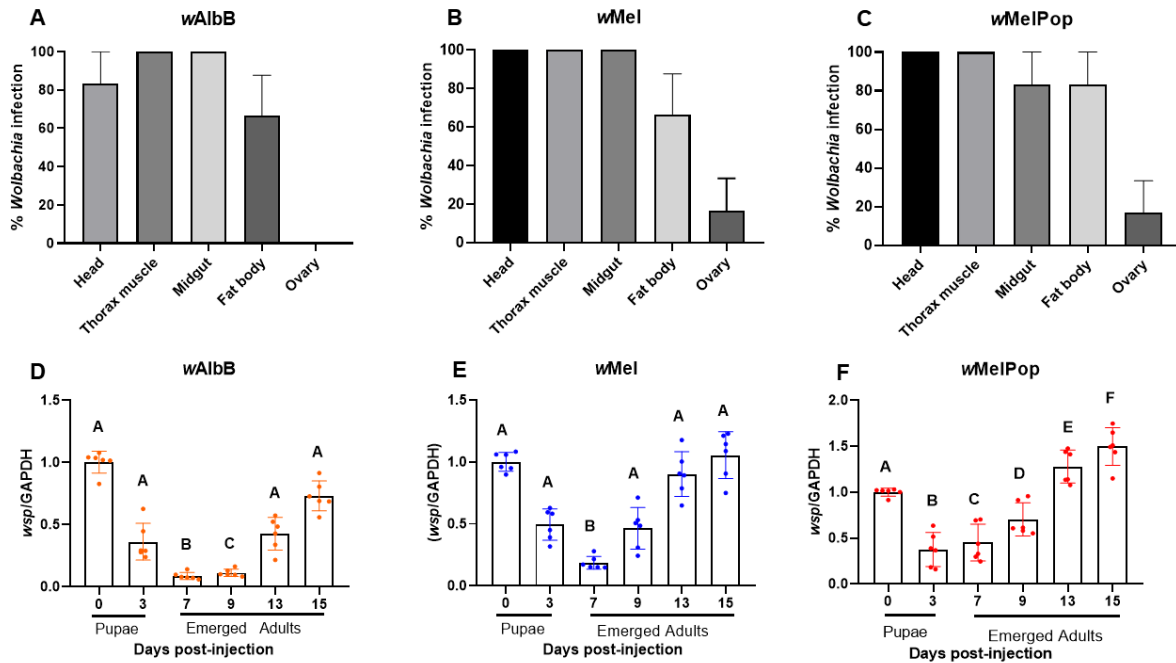 A
wAlbB
% Wolbachia infection
100
80
60
40
20
0
Head
Thorax muscle
Midgut
Fat body
Ovary
B
wMel
% Wolbachia infection
100
80
60
40
20
0
Head
Thorax muscle
Midgut
Fat body
Ovary
C
wMelPop
% Wolbachia infection
100
80
60
40
20
0
Head
Thorax muscle
Midgut
Fat body
Ovary
D
wAlbB
wsp/GAPDH
1.5
1.0
0.5
0.0
A
A
B
C
A
A
0 3 7 9 13 15
Pupae Emerged Adults
Days post-injection
E
wMel
(wsp/GAPDH)
1.5
1.0
0.5
0.0
A
A
B
A
A
A
0 3 7 9 13 15
Pupae Emerged Adults
Days post-injection
F
wMelPop
wsp/GAPDH
2.0
1.5
1.0
0.5
0.0
A
B
C
D
E
F
0 3 7 9 13 15
Pupae Emerged Adults
Days post-injection